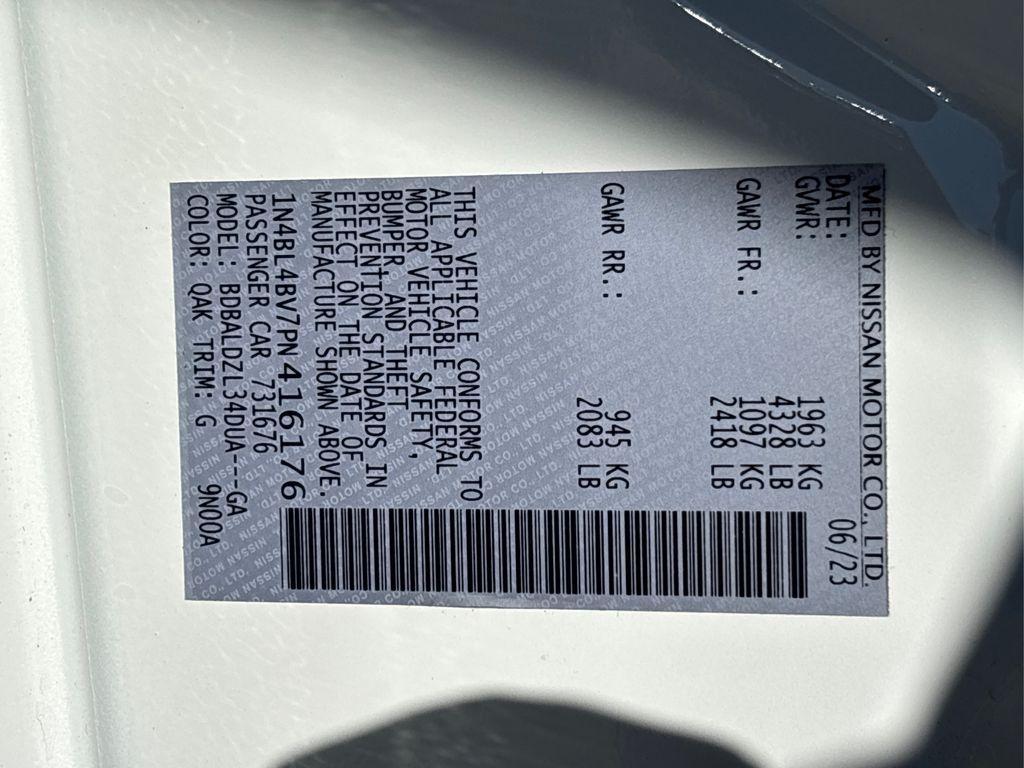 MFD BY NISSAN MOTOR CO., LTD.
DATE: 06/23
GVWR: 1963 KG
4328 LB
GAWR FR.: 1097 KG
2418 LB
GAWR RR.: 945 KG
2083 LB
THIS VEHICLE CONFORMS TO
ALL APPLICABLE FEDERAL
MOTOR VEHICLE SAFETY,
BUMPER, AND THEFT
PREVENTION STANDARDS IN
EFFECT ON THE DATE OF
MANUFACTURE SHOWN ABOVE.
1N4BL4BV7PN416176
PASSENGER CAR 731676
MODEL: BDBALDZL34DUA---GA
COLOR: QAK TRIM: G 9N00A